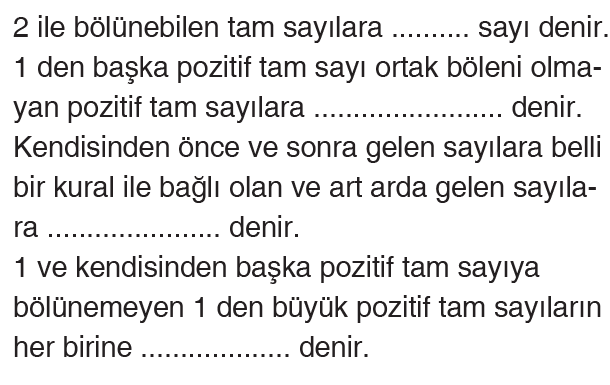 2 ile bölünebilen tam sayılara .......... sayı denir.
1 den başka pozitif tam sayı ortak böleni olma-
yan pozitif tam sayılara ........................ denir.
Kendisinden önce ve sonra gelen sayılara belli
bir kural ile bağlı olan ve art arda gelen sayıla-
ra ...................... denir.
1 ve kendisinden başka pozitif tam sayıya
bölünemeyen 1 den büyük pozitif tam sayıların
her birine ................... denir.